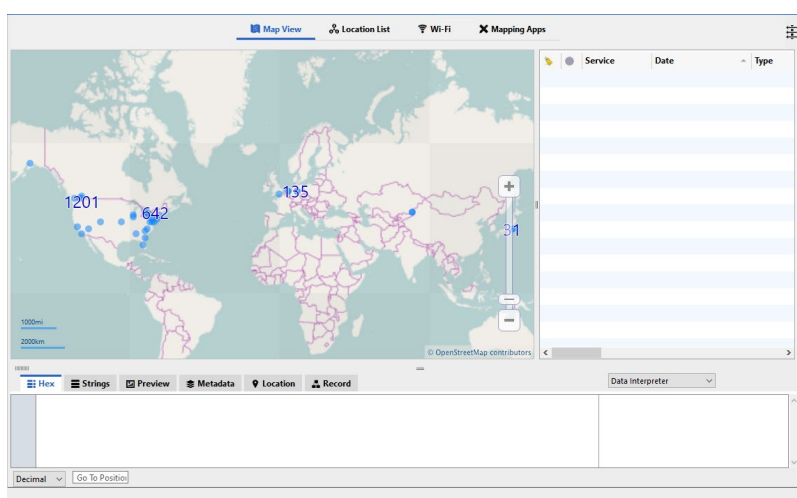 Map View Location List Wi-Fi Mapping Apps
Service Date Type
1201
642
135
31
1000mi
2000km
© OpenStreetMap contributors
Hex Strings Preview Metadata Location Record
Data Interpreter
Decimal
Go To Position